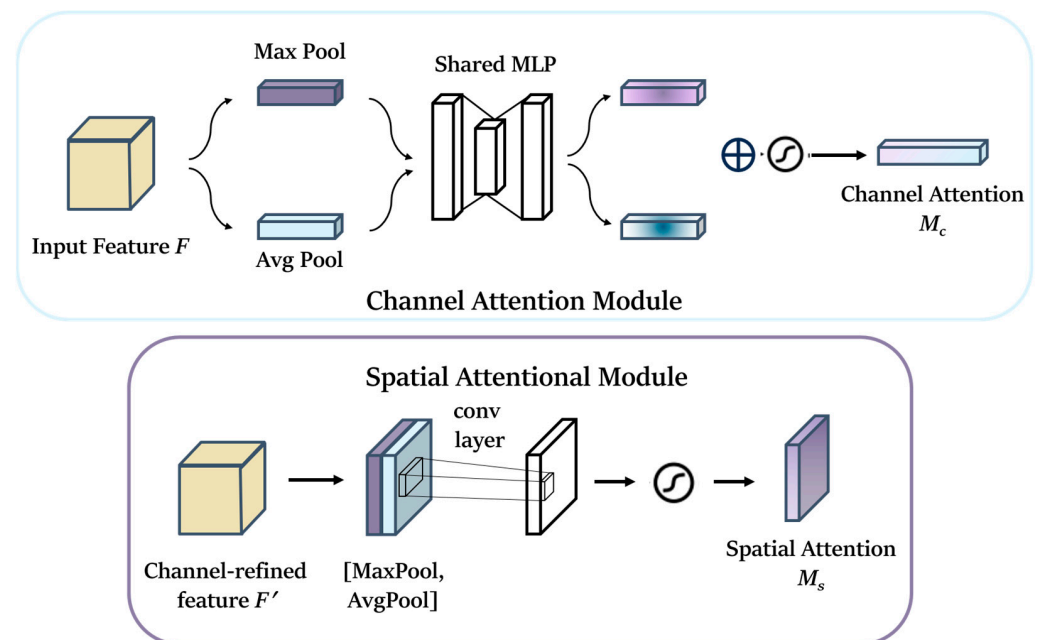 Max Pool
Shared MLP
Input Feature F
Avg Pool
Channel Attention
M_c
Channel Attention Module
Spatial Attentional Module
conv
layer
Channel-refined
feature F′
[MaxPool,
AvgPool]
Spatial Attention
M_s